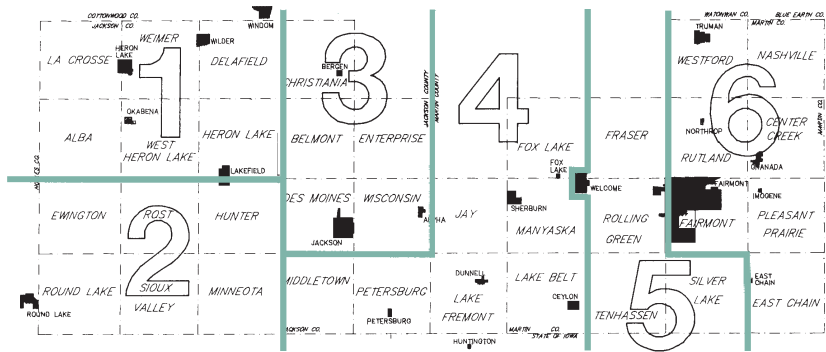 COTTONWOOD CO.
JACKSON CO.
WINDOM
WATONWAN CO.
BLUE EARTH CO.
MARTIN CO.
WEIMER
WILDER
TRUMAN
HERON
LAKE
LA CROSSE
DELAFIELD
1
3
4
6
WESTFORD
NASHVILLE
BERGEN
CHRISTIANIA
JACKSON COUNTY
MARTIN COUNTY
MARTIN CO.
OKABENA
ALBA
WEST
HERON LAKE
HERON LAKE
BELMONT
ENTERPRISE
FOX LAKE
FRASER
NORTHROP
CENTER
CREEK
RUTLAND
GRANADA
LAKEFIELD
FOX
LAKE
WELCOME
FAIRMONT
IMOGENE
EWINGTON
ROST
HUNTER
DES MOINES
WISCONSIN
ALPHA
JAY
SHERBURN
MANYASKA
ROLLING
GREEN
FAIRMONT
PLEASANT
PRAIRIE
JACKSON
2
5
ROUND LAKE
SIOUX
VALLEY
MINNEOTA
MIDDLETOWN
PETERSBURG
DUNNELL
LAKE
FREMONT
LAKE BELT
CEYLON
TENHASSEN
SILVER
LAKE
EAST
CHAIN
EAST CHAIN
ROUND LAKE
PETERSBURG
JACKSON CO.
MARTIN CO.
STATE OF IOWA
HUNTINGTON